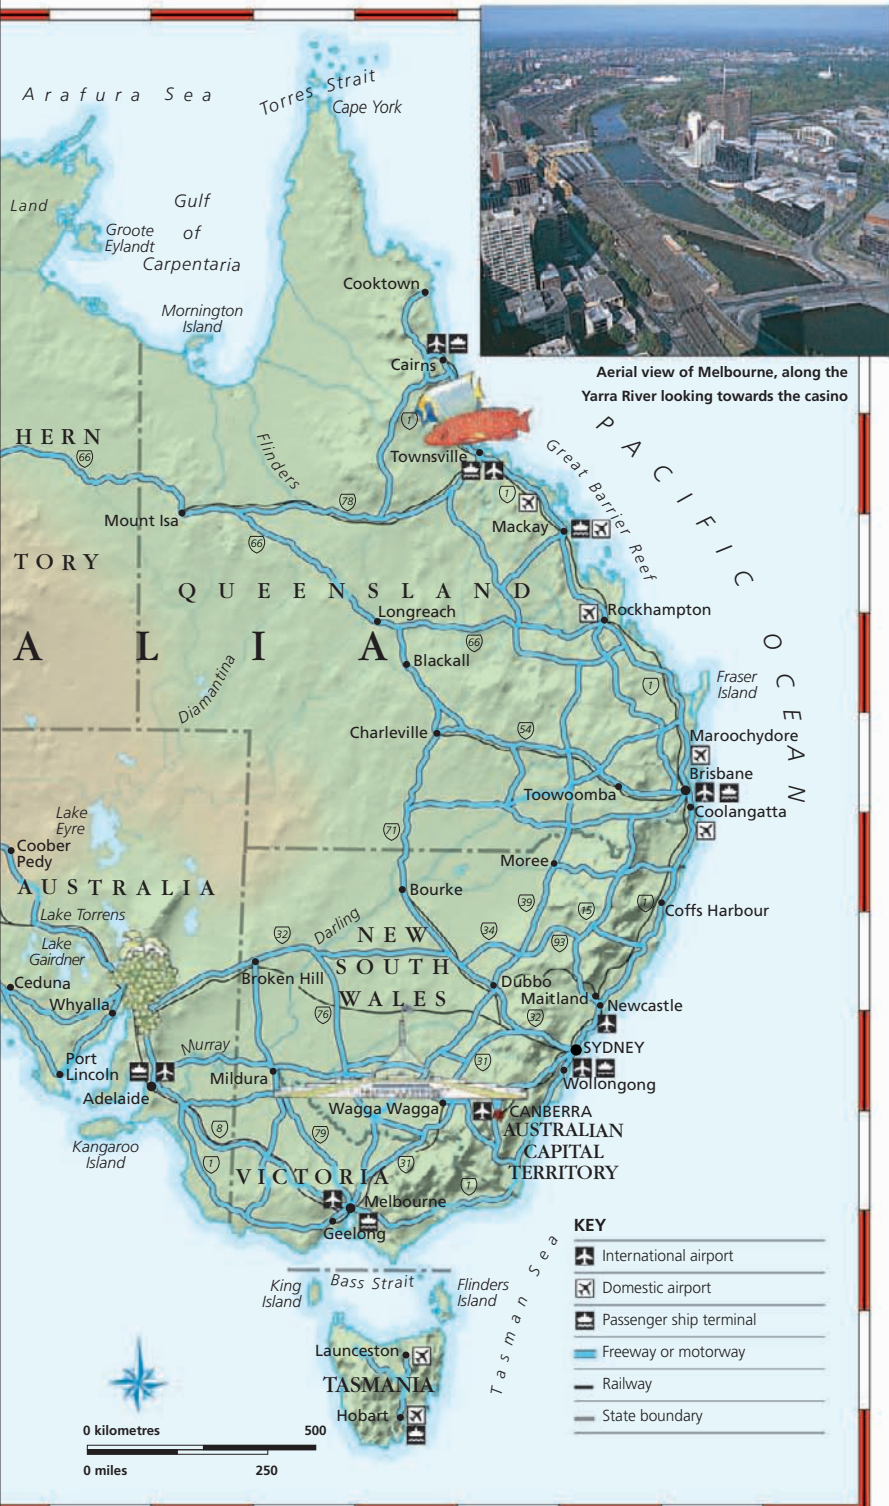 Arafura Sea
Torres Strait
Cape York
Land
Gulf
of
Carpentaria
Groote
Eylandt
Mornington
Island
Cooktown
Cairns
Aerial view of Melbourne, along the
Yarra River looking towards the casino
PACIFIC OCEAN
Great Barrier Reef
1
HERN
66
Flinders
Townsville
78
1
Mount Isa
Mackay
66
TORY
QUEENSLAND
Longreach
Rockhampton
ALIA
66
Blackall
Diamantina
1
Fraser
Island
Charleville
54
Maroochydore
Brisbane
Toowoomba
Coolangatta
Lake
Eyre
71
Coober
Pedy
Moree
AUSTRALIA
Bourke
39
15
1
Coffs Harbour
Lake Torrens
32
Darling
NEW
34
93
Lake
Gairdner
SOUTH
Broken Hill
Ceduna
Dubbo
Whyalla
WALES
Maitland
Newcastle
76
32
Murray
SYDNEY
Port
Lincoln
Mildura
31
Wollongong
Adelaide
Wagga Wagga
CANBERRA
8
79
AUSTRALIAN
CAPITAL
TERRITORY
Kangaroo
Island
1
31
VICTORIA
1
Melbourne
Geelong
KEY
International airport
Domestic airport
Passenger ship terminal
Freeway or motorway
Railway
State boundary
Bass Strait
King
Island
Flinders
Island
Tasman Sea
Launceston
TASMANIA
Hobart
0 kilometres 500
0 miles 250